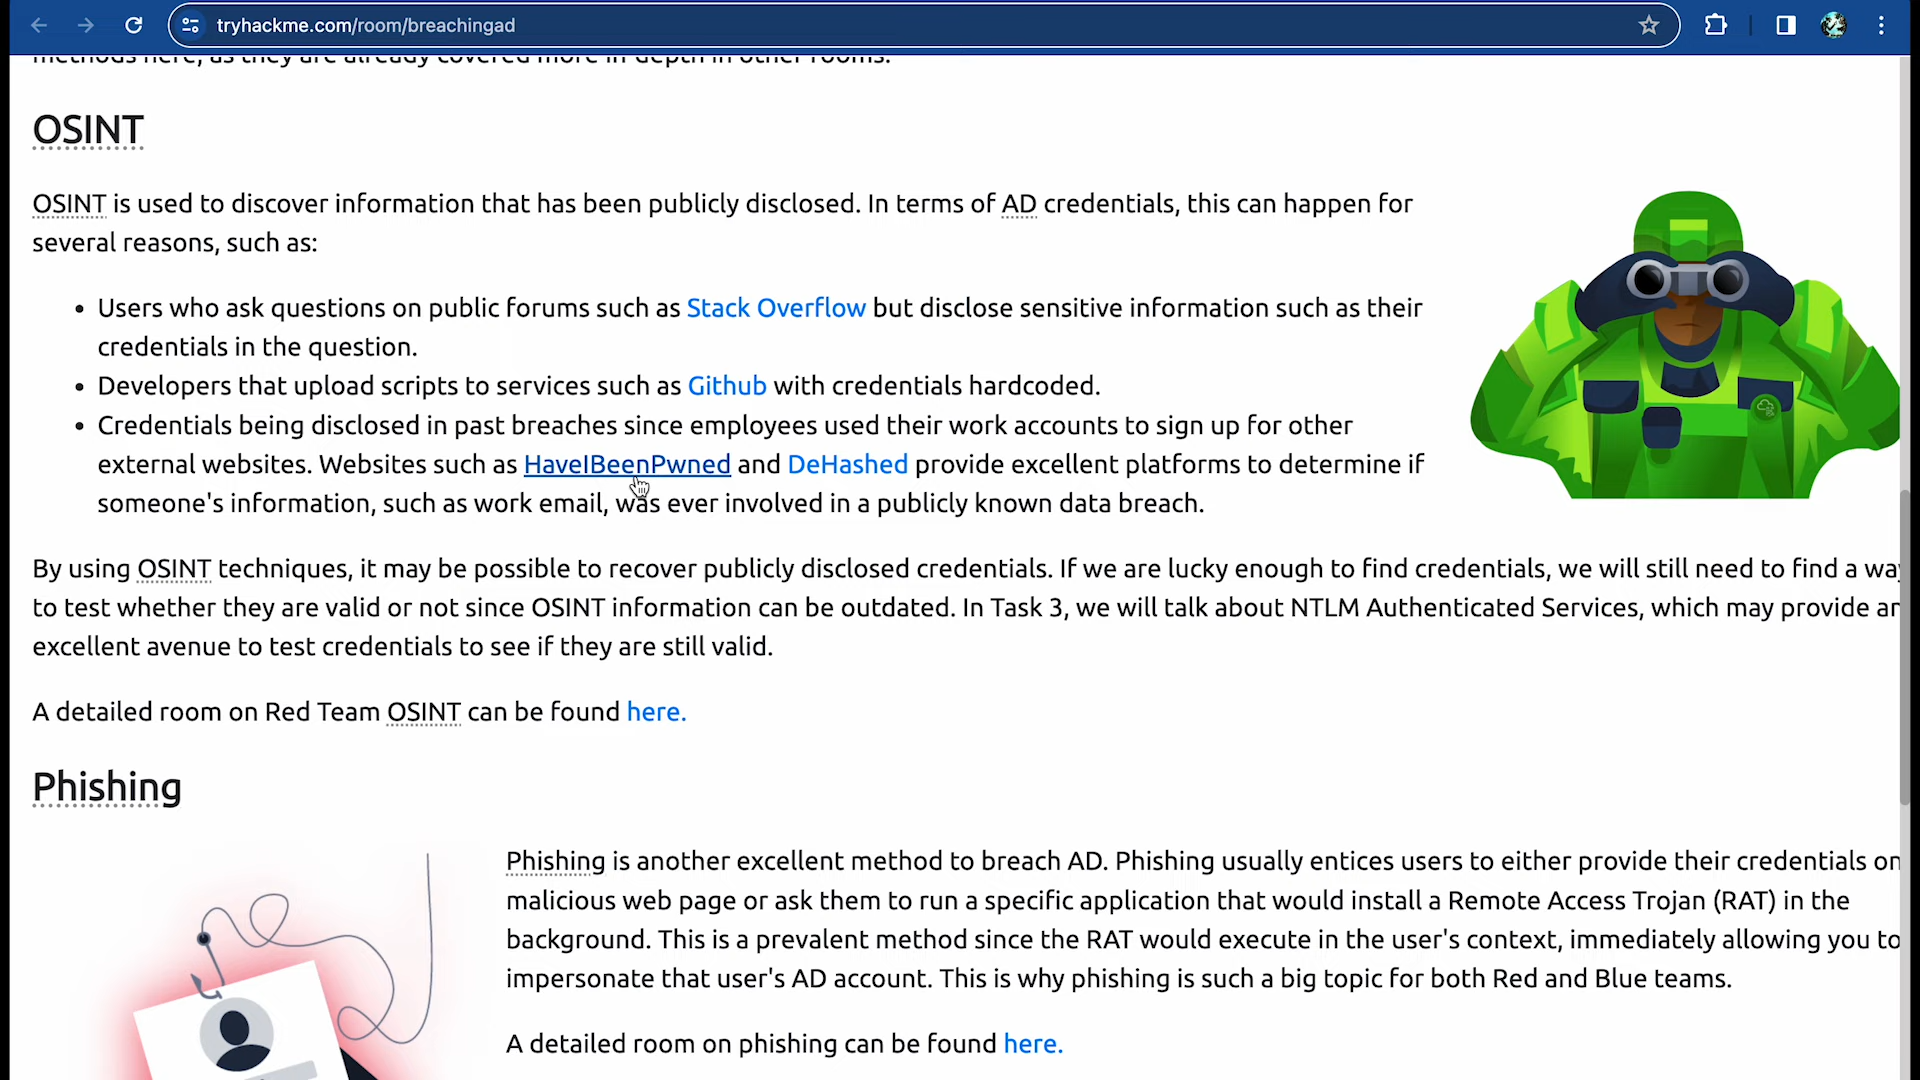 tryhackme.com/room/breachingad
methods here, as they are already covered more in-depth in other rooms.
OSINT
OSINT is used to discover information that has been publicly disclosed. In terms of AD credentials, this can happen for
several reasons, such as:
• Users who ask questions on public forums such as Stack Overflow but disclose sensitive information such as their
credentials in the question.
• Developers that upload scripts to services such as Github with credentials hardcoded.
• Credentials being disclosed in past breaches since employees used their work accounts to sign up for other
external websites. Websites such as HaveIBeenPwned and DeHashed provide excellent platforms to determine if
someone's information, such as work email, was ever involved in a publicly known data breach.
By using OSINT techniques, it may be possible to recover publicly disclosed credentials. If we are lucky enough to find credentials, we will still need to find a way
to test whether they are valid or not since OSINT information can be outdated. In Task 3, we will talk about NTLM Authenticated Services, which may provide an
excellent avenue to test credentials to see if they are still valid.
A detailed room on Red Team OSINT can be found here.
Phishing
Phishing is another excellent method to breach AD. Phishing usually entices users to either provide their credentials on
malicious web page or ask them to run a specific application that would install a Remote Access Trojan (RAT) in the
background. This is a prevalent method since the RAT would execute in the user's context, immediately allowing you to
impersonate that user's AD account. This is why phishing is such a big topic for both Red and Blue teams.
A detailed room on phishing can be found here.